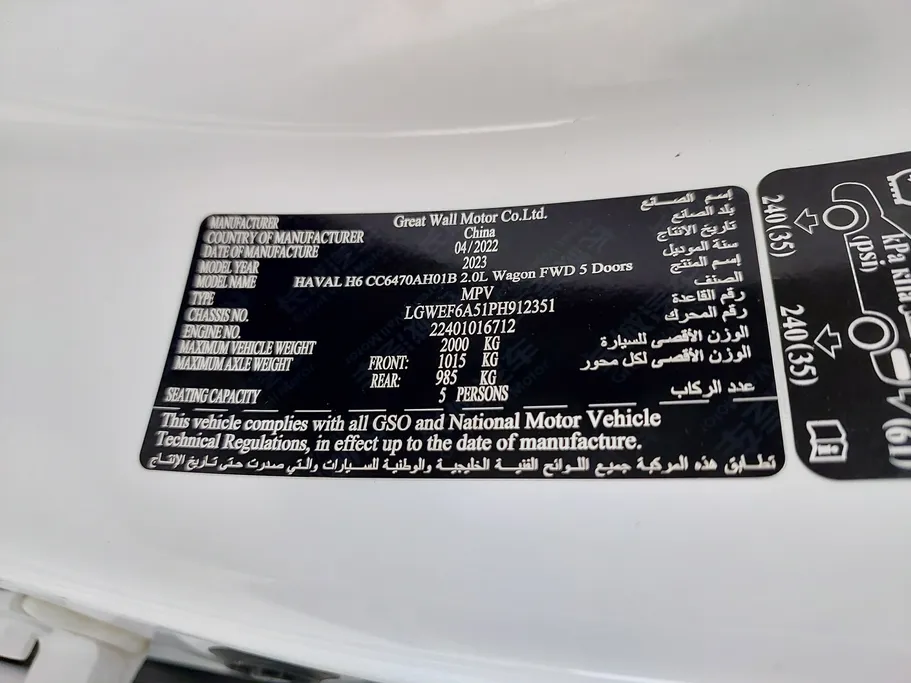 MANUFACTURER Great Wall Motor Co.Ltd. إسم الصانع
COUNTRY OF MANUFACTURER China بلد الصانع
DATE OF MANUFACTURE 04/2022 تاريخ الانتاج
MODEL YEAR 2023 سنة الموديل
MODEL NAME HAVAL H6 CC6470AH01B 2.0L Wagon FWD 5 Doors إسم المنتج
TYPE MPV الصنف
CHASSIS NO. LGWEF6A51PH912351 رقم القاعدة
ENGINE NO. 22401016712 رقم المحرك
MAXIMUM VEHICLE WEIGHT 2000 KG الوزن الأقصى للسيارة
MAXIMUM AXLE WEIGHT FRONT: 1015 KG الوزن الأقصى لكل محور
REAR: 985 KG
SEATING CAPACITY 5 PERSONS عدد الركاب
This vehicle complies with all GSO and National Motor Vehicle
Technical Regulations, in effect up to the date of manufacture.
تطابق هذه المركبة جميع اللوائح الفنية الخليجية والوطنية للسيارات والتي صدرت حتى تاريخ الإنتاج
240(35)
240(35)
kPa
(PSI)
(61)